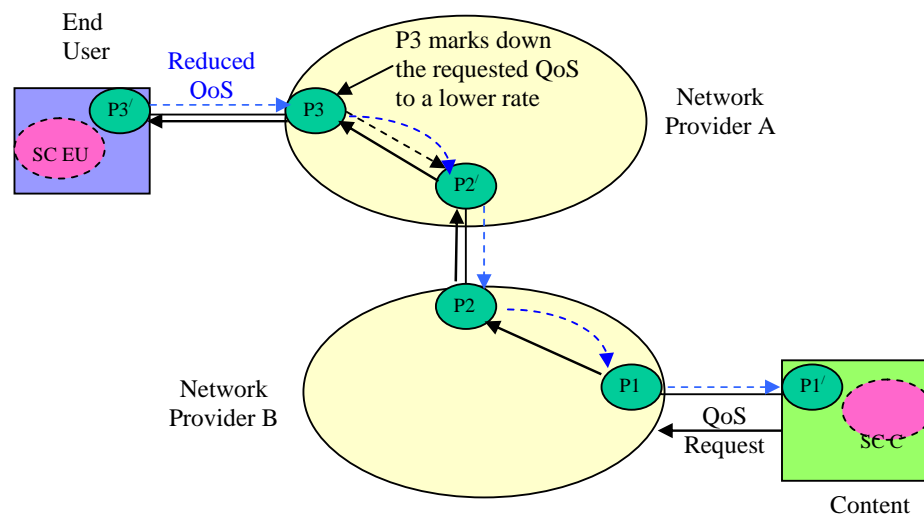 End
User
Reduced
QoS
P3 marks down
the requested QoS
to a lower rate
Network
Provider A
P3/
P3
SC EU
P2/
P2
Network
Provider B
P1
P1/
QoS
Request
SC C
Content